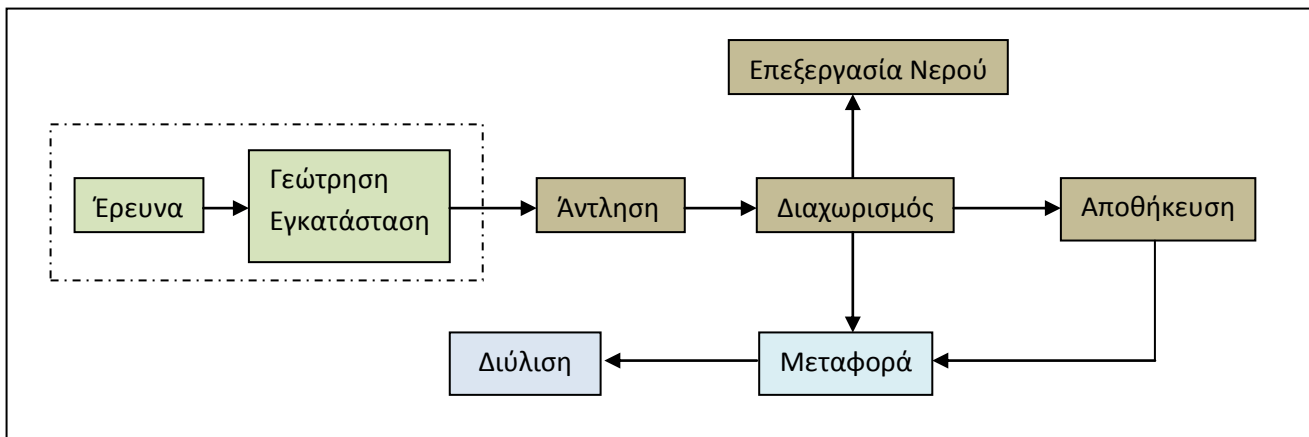 Επεξεργασία Νερού
Έρευνα
Γεώτρηση
Εγκατάσταση
Άντληση
Διαχωρισμός
Αποθήκευση
Διύλιση
Μεταφορά